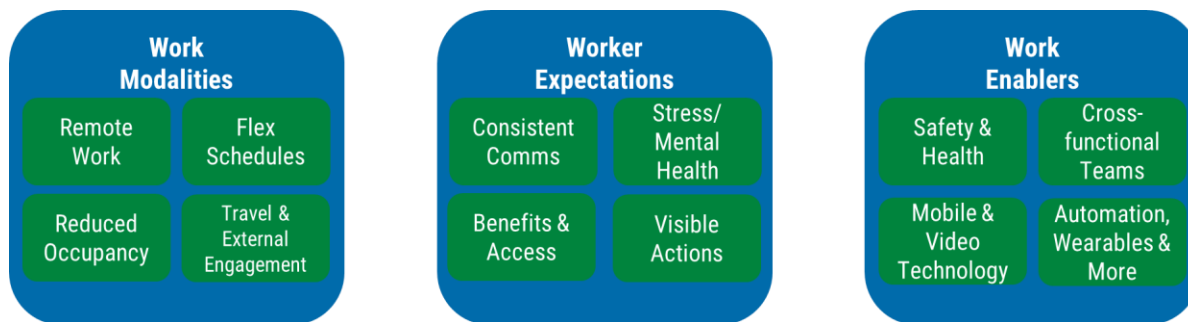 Work
Modalities
Remote
Work
Flex
Schedules
Reduced
Occupancy
Travel &
External
Engagement
Worker
Expectations
Consistent
Comms
Stress/
Mental
Health
Benefits &
Access
Visible
Actions
Work
Enablers
Safety &
Health
Cross-
functional
Teams
Mobile &
Video
Technology
Automation,
Wearables &
More